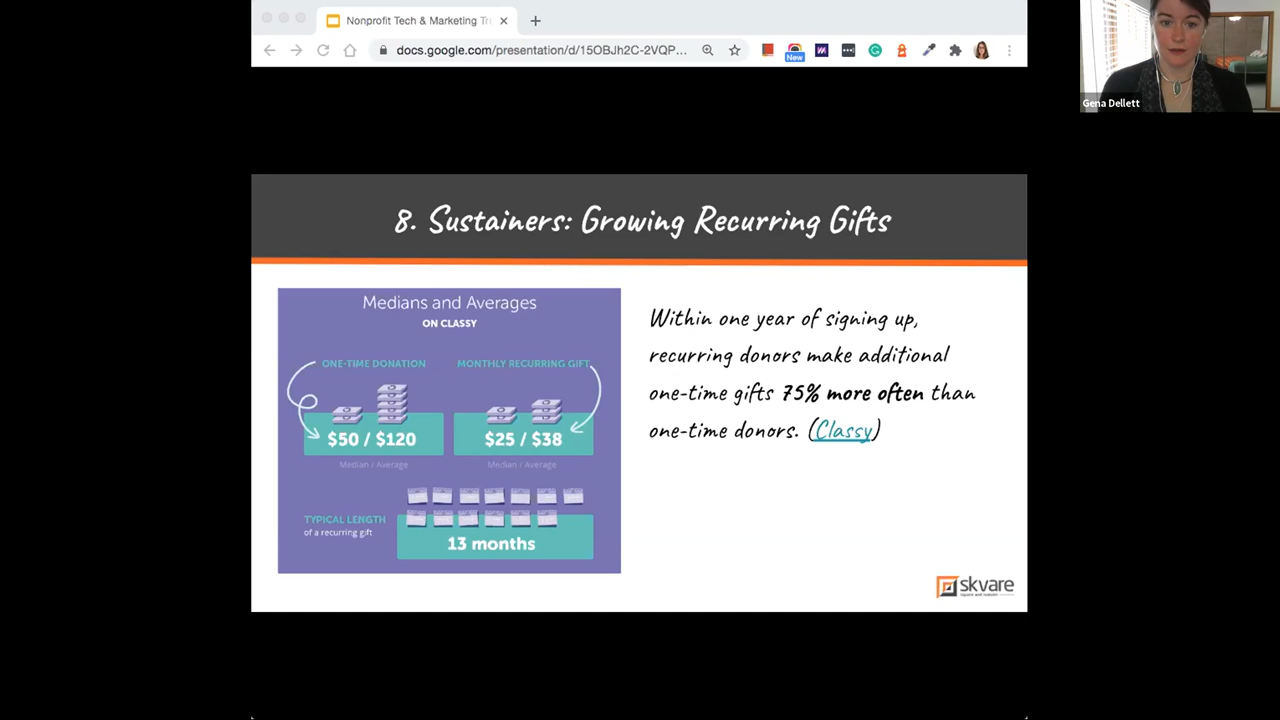 Nonprofit Tech & Marketing Tr
docs.google.com/presentation/d/15OBJh2C-2VQP...
New
Gena Dellett
8. Sustainers: Growing Recurring Gifts
Medians and Averages
ON CLASSY
ONE-TIME DONATION
MONTHLY RECURRING GIFT
$50 / $120
$25 / $38
Median / Average
Median / Average
TYPICAL LENGTH
of a recurring gift
13 months
Within one year of signing up,
recurring donors make additional
one-time gifts 75% more often than
one-time donors. (Classy)
skvare